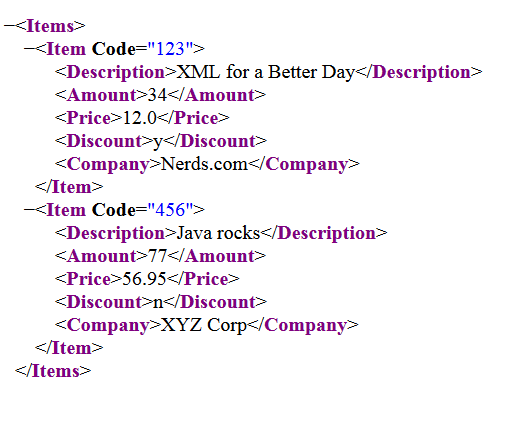 −<Items>
−<Item Code="123">
<Description>XML for a Better Day</Description>
<Amount>34</Amount>
<Price>12.0</Price>
<Discount>y</Discount>
<Company>Nerds.com</Company>
</Item>
−<Item Code="456">
<Description>Java rocks</Description>
<Amount>77</Amount>
<Price>56.95</Price>
<Discount>n</Discount>
<Company>XYZ Corp</Company>
</Item>
</Items>